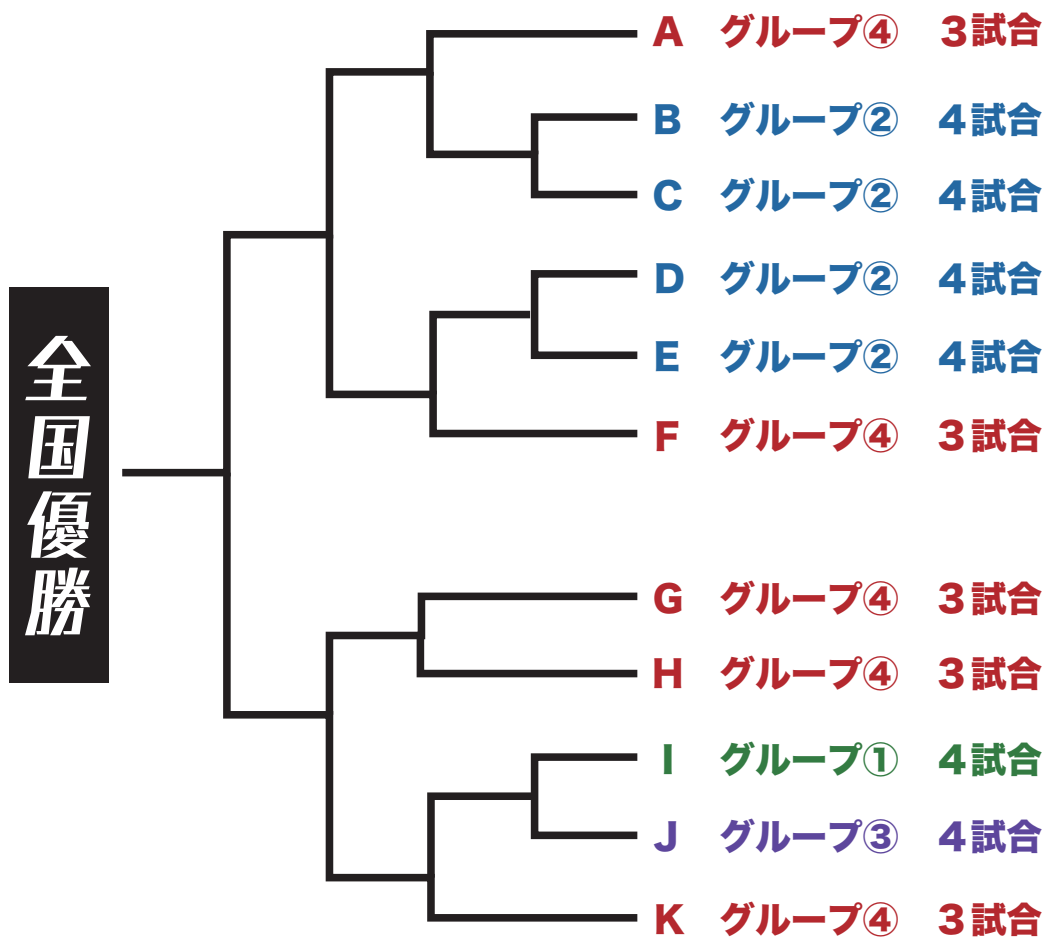 全国優勝
A グループ④ 3試合
B グループ② 4試合
C グループ② 4試合
D グループ② 4試合
E グループ② 4試合
F グループ④ 3試合
G グループ④ 3試合
H グループ④ 3試合
I グループ① 4試合
J グループ③ 4試合
K グループ④ 3試合